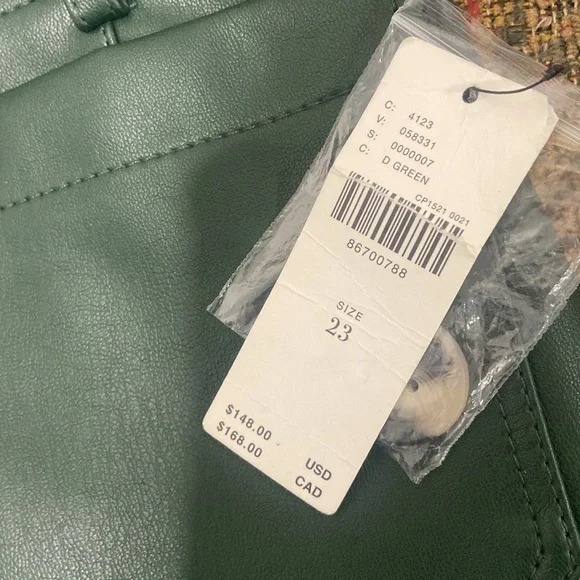 C: 4123
V: 058331
S: 0000007
C: D GREEN
CP1521 0021
86700788
SIZE
23
$148.00 USD
$168.00 CAD